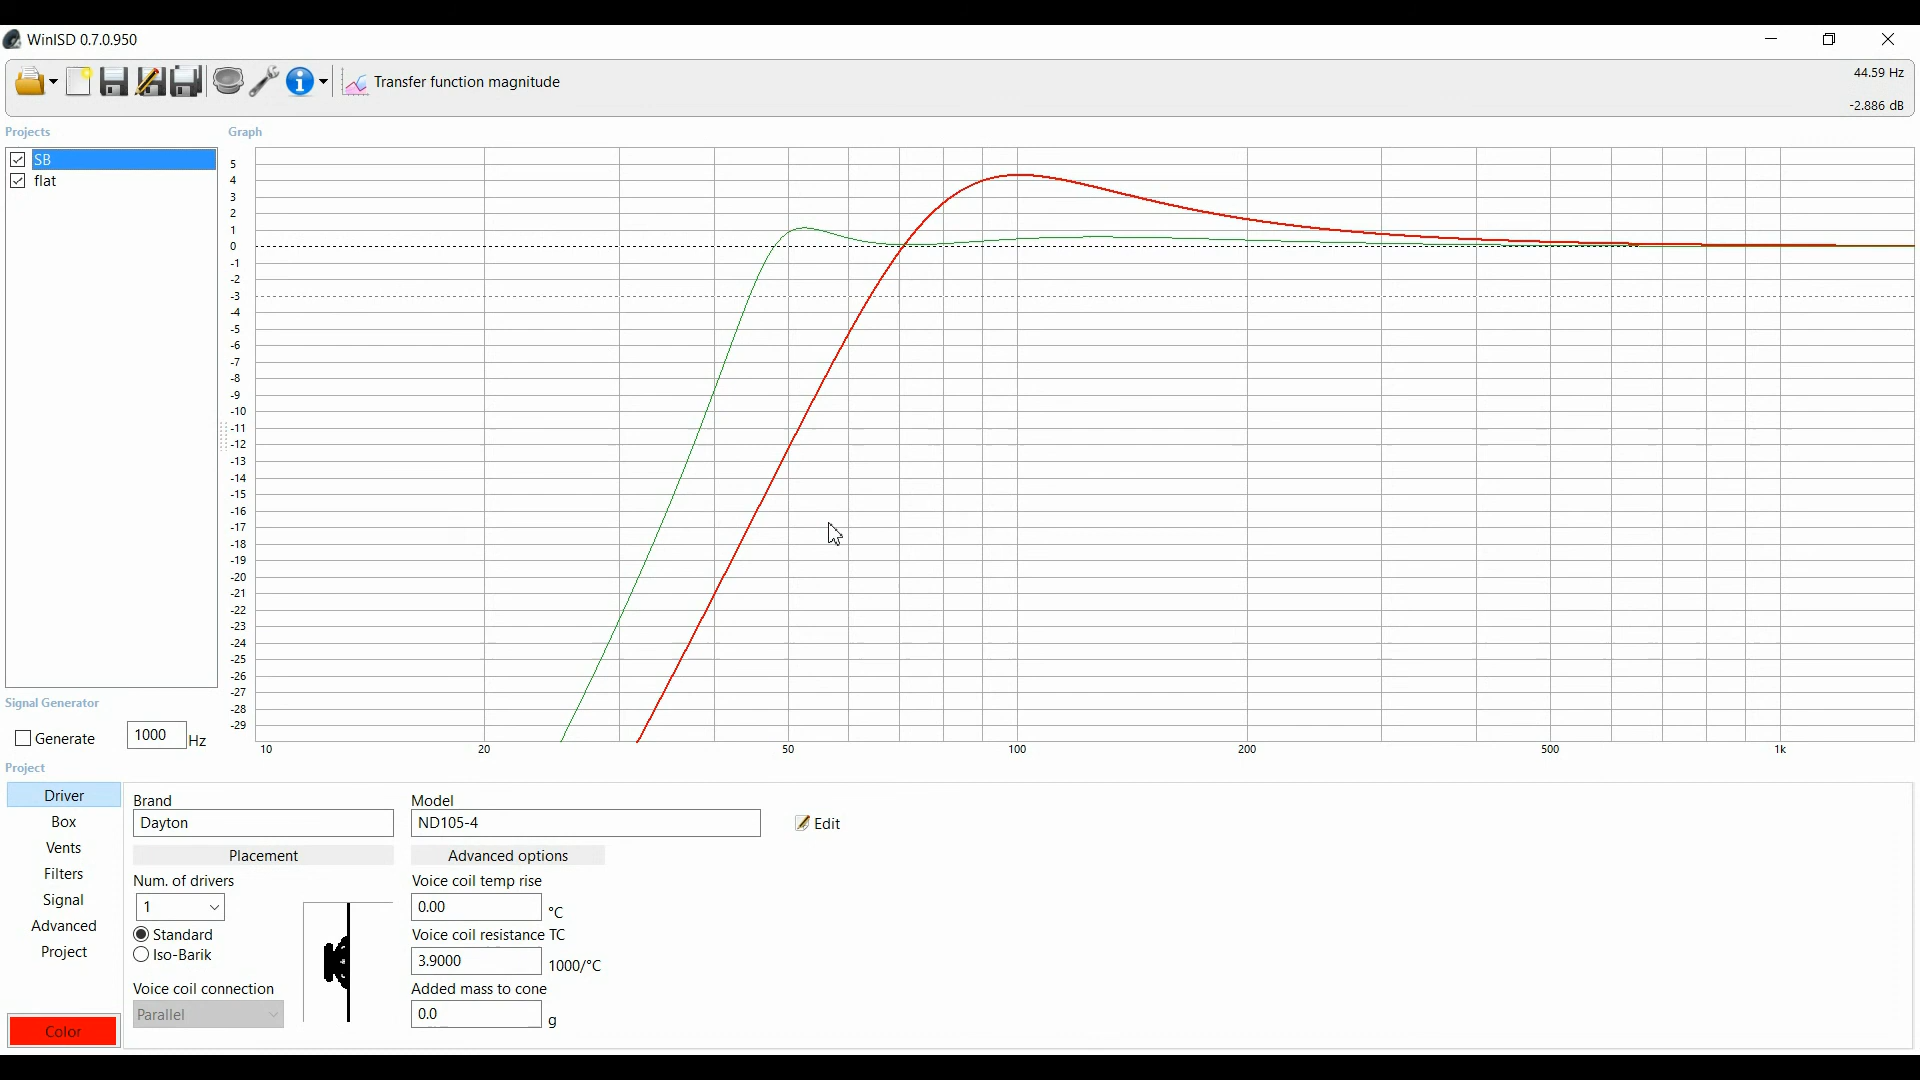 WinISD 0.7.0.950
Transfer function magnitude
44.59 Hz
-2.886 dB
Projects
Graph
SB
flat
5
4
3
2
1
0
-1
-2
-3
-4
-5
-6
-7
-8
-9
-10
-11
-12
-13
-14
-15
-16
-17
-18
-19
-20
-21
-22
-23
-24
-25
-26
-27
-28
-29
10 20 50 100 200 500 1k
Signal Generator
Generate 1000 Hz
Project
Driver
Box
Vents
Filters
Signal
Advanced
Project
Color
Brand
Dayton
Model
ND105-4
Edit
Placement
Num. of drivers
1
Standard
Iso-Barik
Voice coil connection
Parallel
Advanced options
Voice coil temp rise
0.00 °C
Voice coil resistance TC
3.9000 1000/°C
Added mass to cone
0.0 g